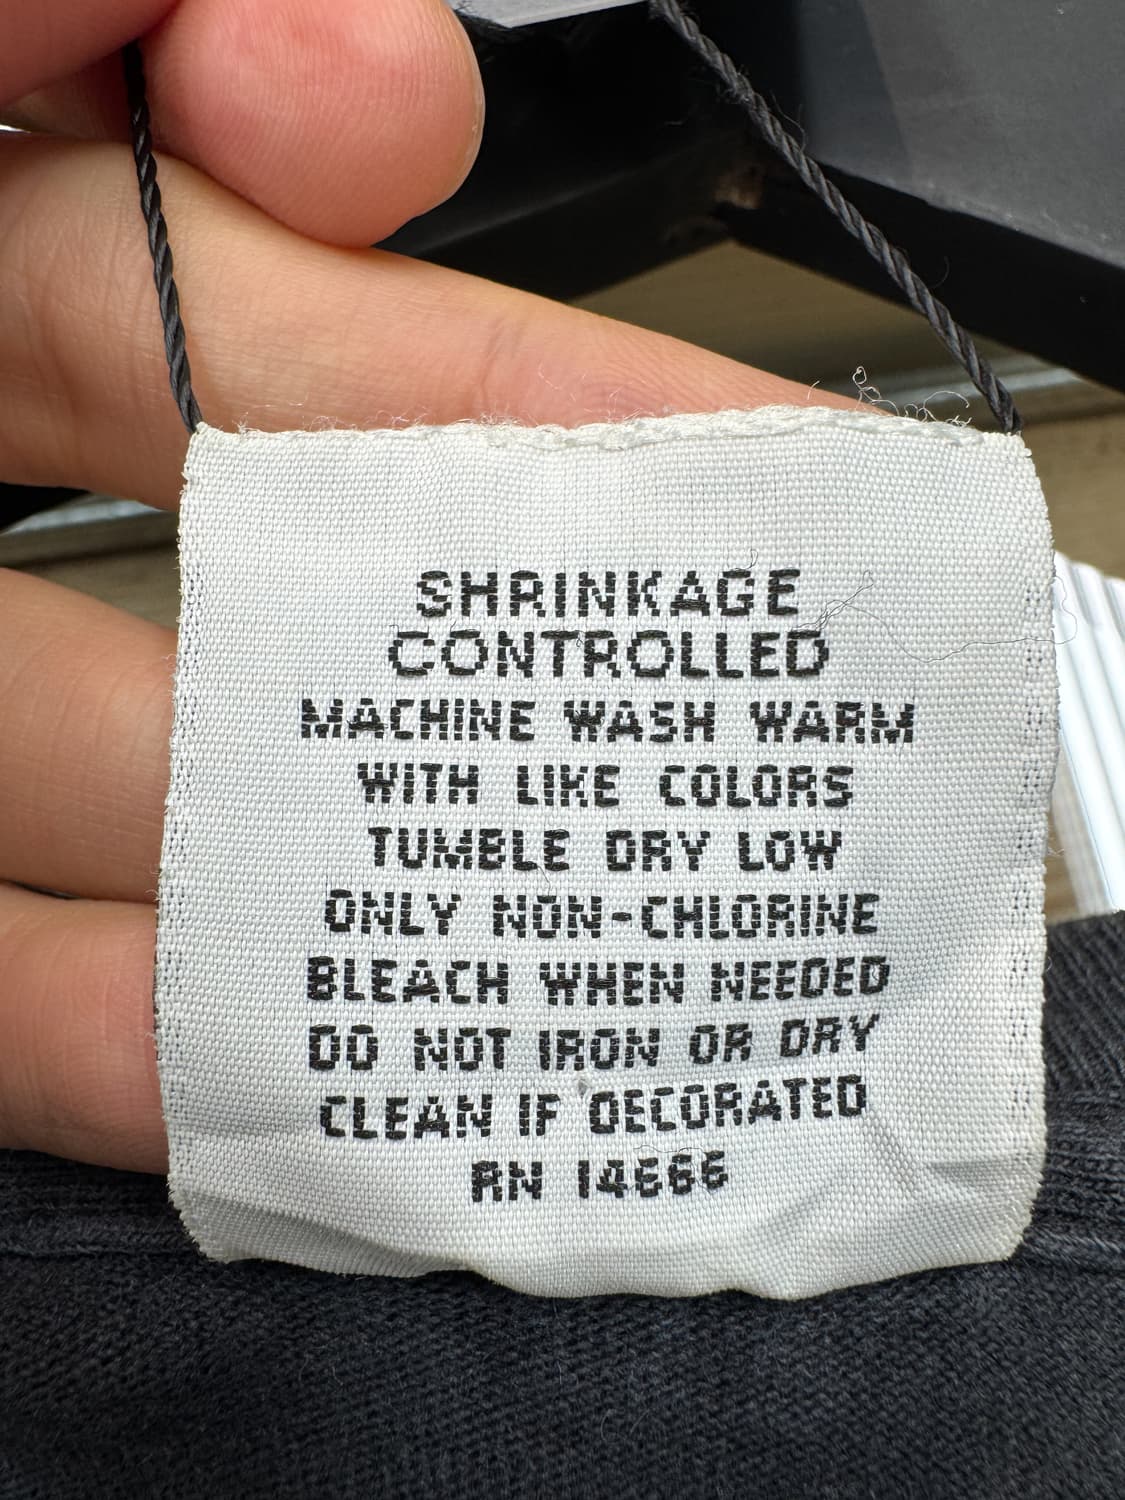 SHRINKAGE
CONTROLLED
MACHINE WASH WARM
WITH LIKE COLORS
TUMBLE DRY LOW
ONLY NON-CHLORINE
BLEACH WHEN NEEDED
DO NOT IRON OR DRY
CLEAN IF DECORATED
RN 14666